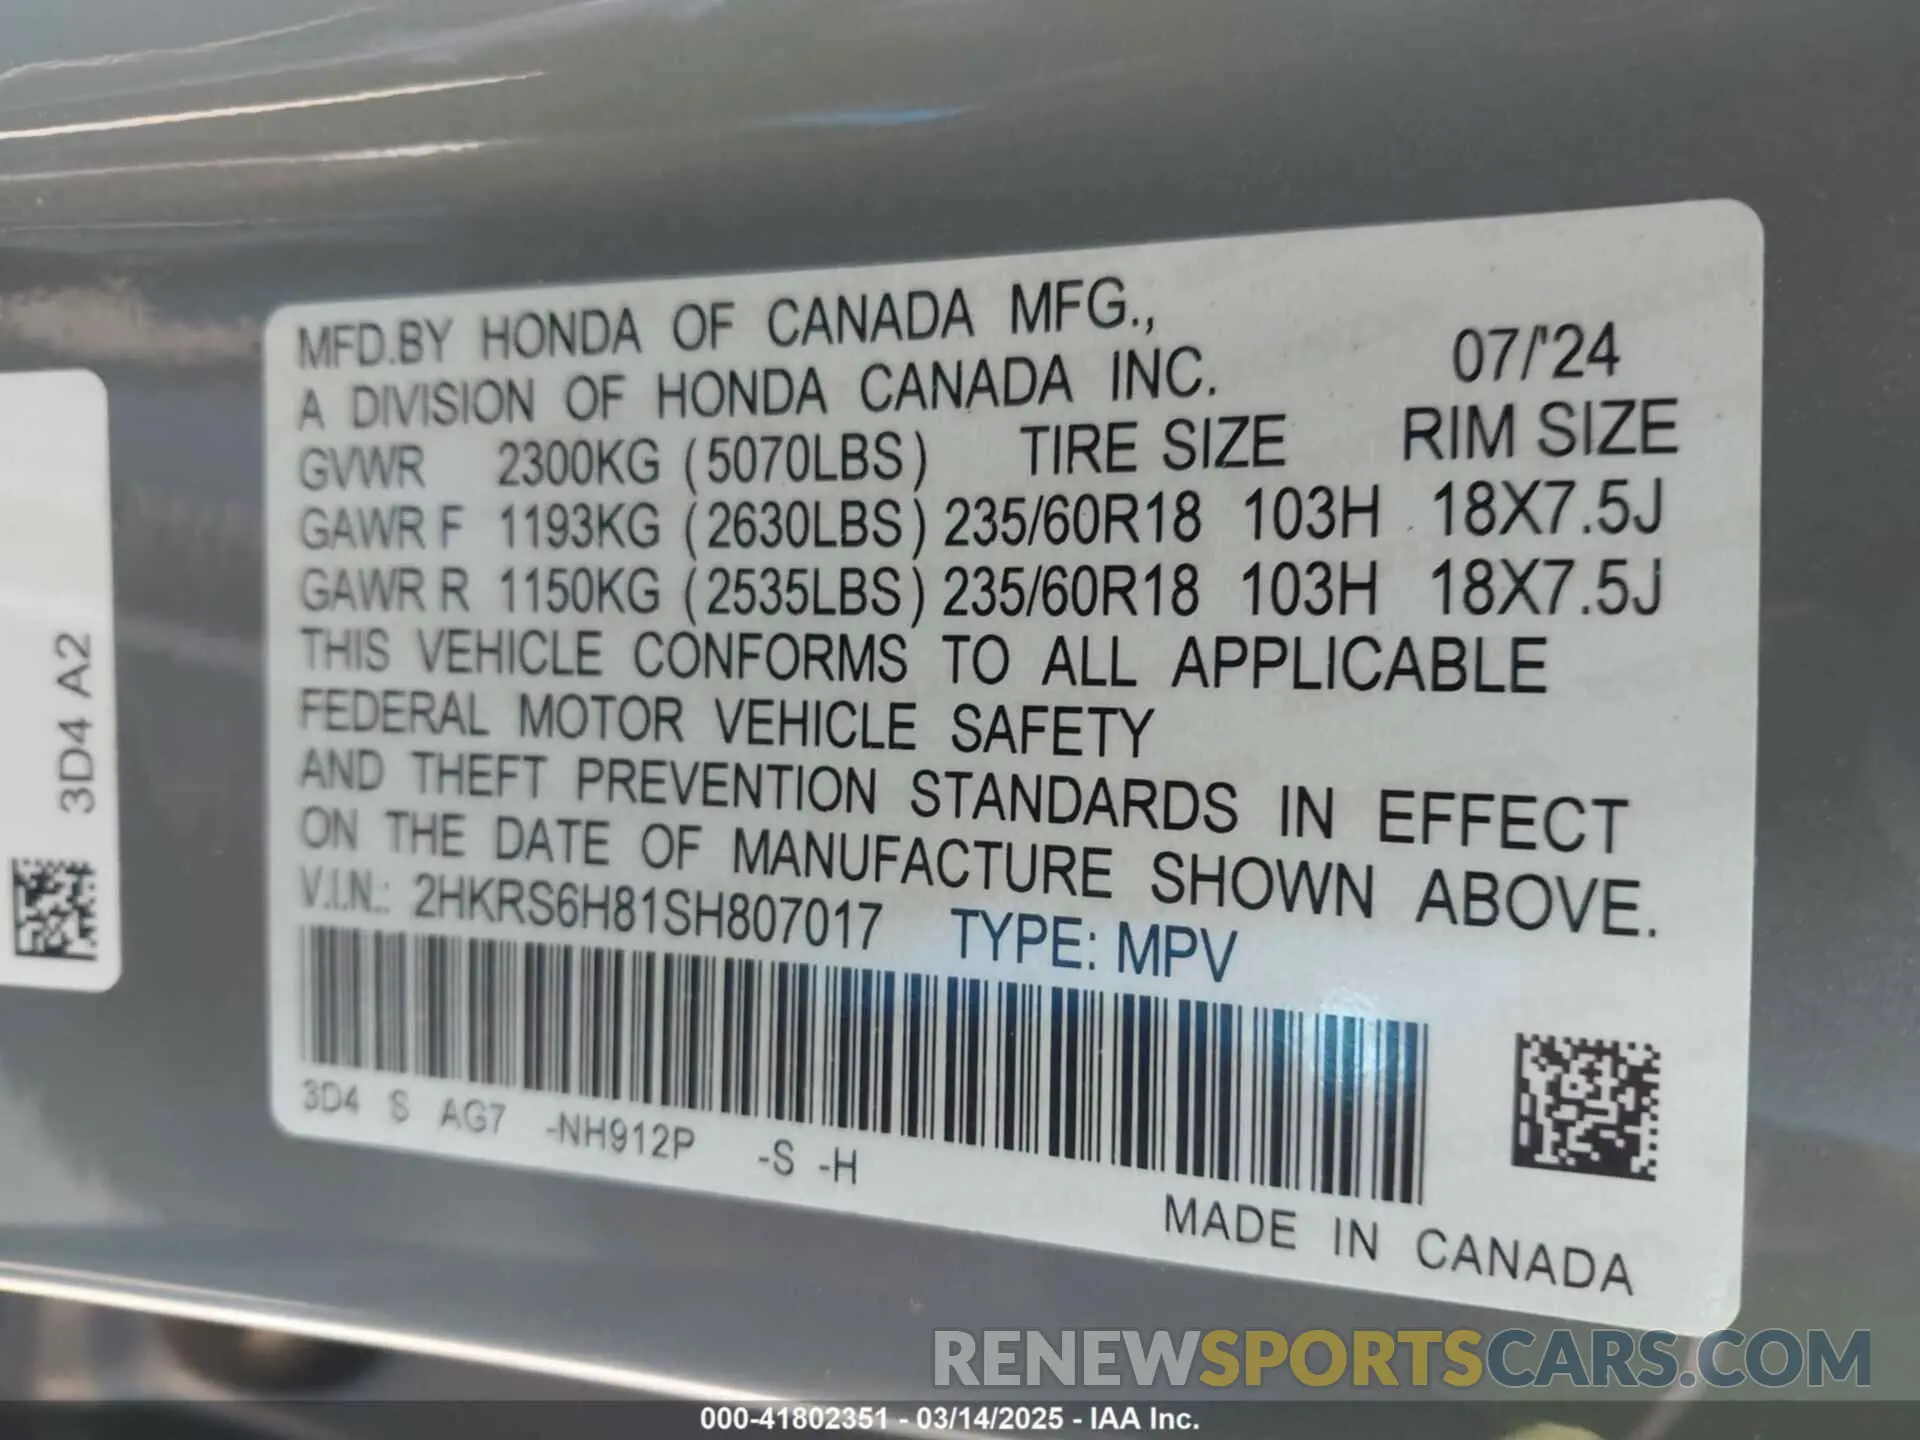 MFD.BY HONDA OF CANADA MFG.,
A DIVISION OF HONDA CANADA INC. 07/'24
GVWR 2300KG (5070LBS) TIRE SIZE RIM SIZE
GAWR F 1193KG (2630LBS) 235/60R18 103H 18X7.5J
GAWR R 1150KG (2535LBS) 235/60R18 103H 18X7.5J
THIS VEHICLE CONFORMS TO ALL APPLICABLE
FEDERAL MOTOR VEHICLE SAFETY
AND THEFT PREVENTION STANDARDS IN EFFECT
ON THE DATE OF MANUFACTURE SHOWN ABOVE.
V.I.N.: 2HKRS6H81SH807017 TYPE: MPV
3D4 S AG7 -NH912P -S -H
MADE IN CANADA
3D4 A2
RENEWSPORTSCARS.COM
000-41802351 - 03/14/2025 - IAA Inc.